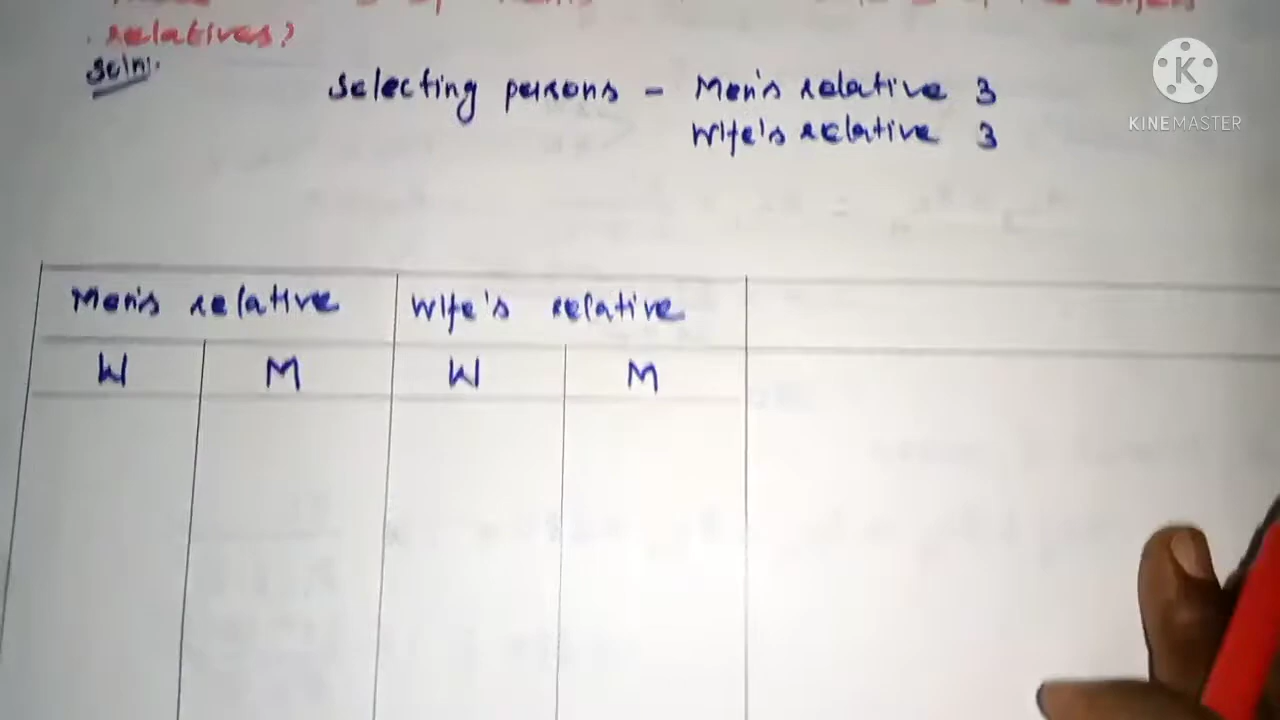 relatives?
Soln:
Selecting persons - Men's relative 3
Wife's relative 3
Men's relative Wife's relative
W M W M
K
KINEMASTER